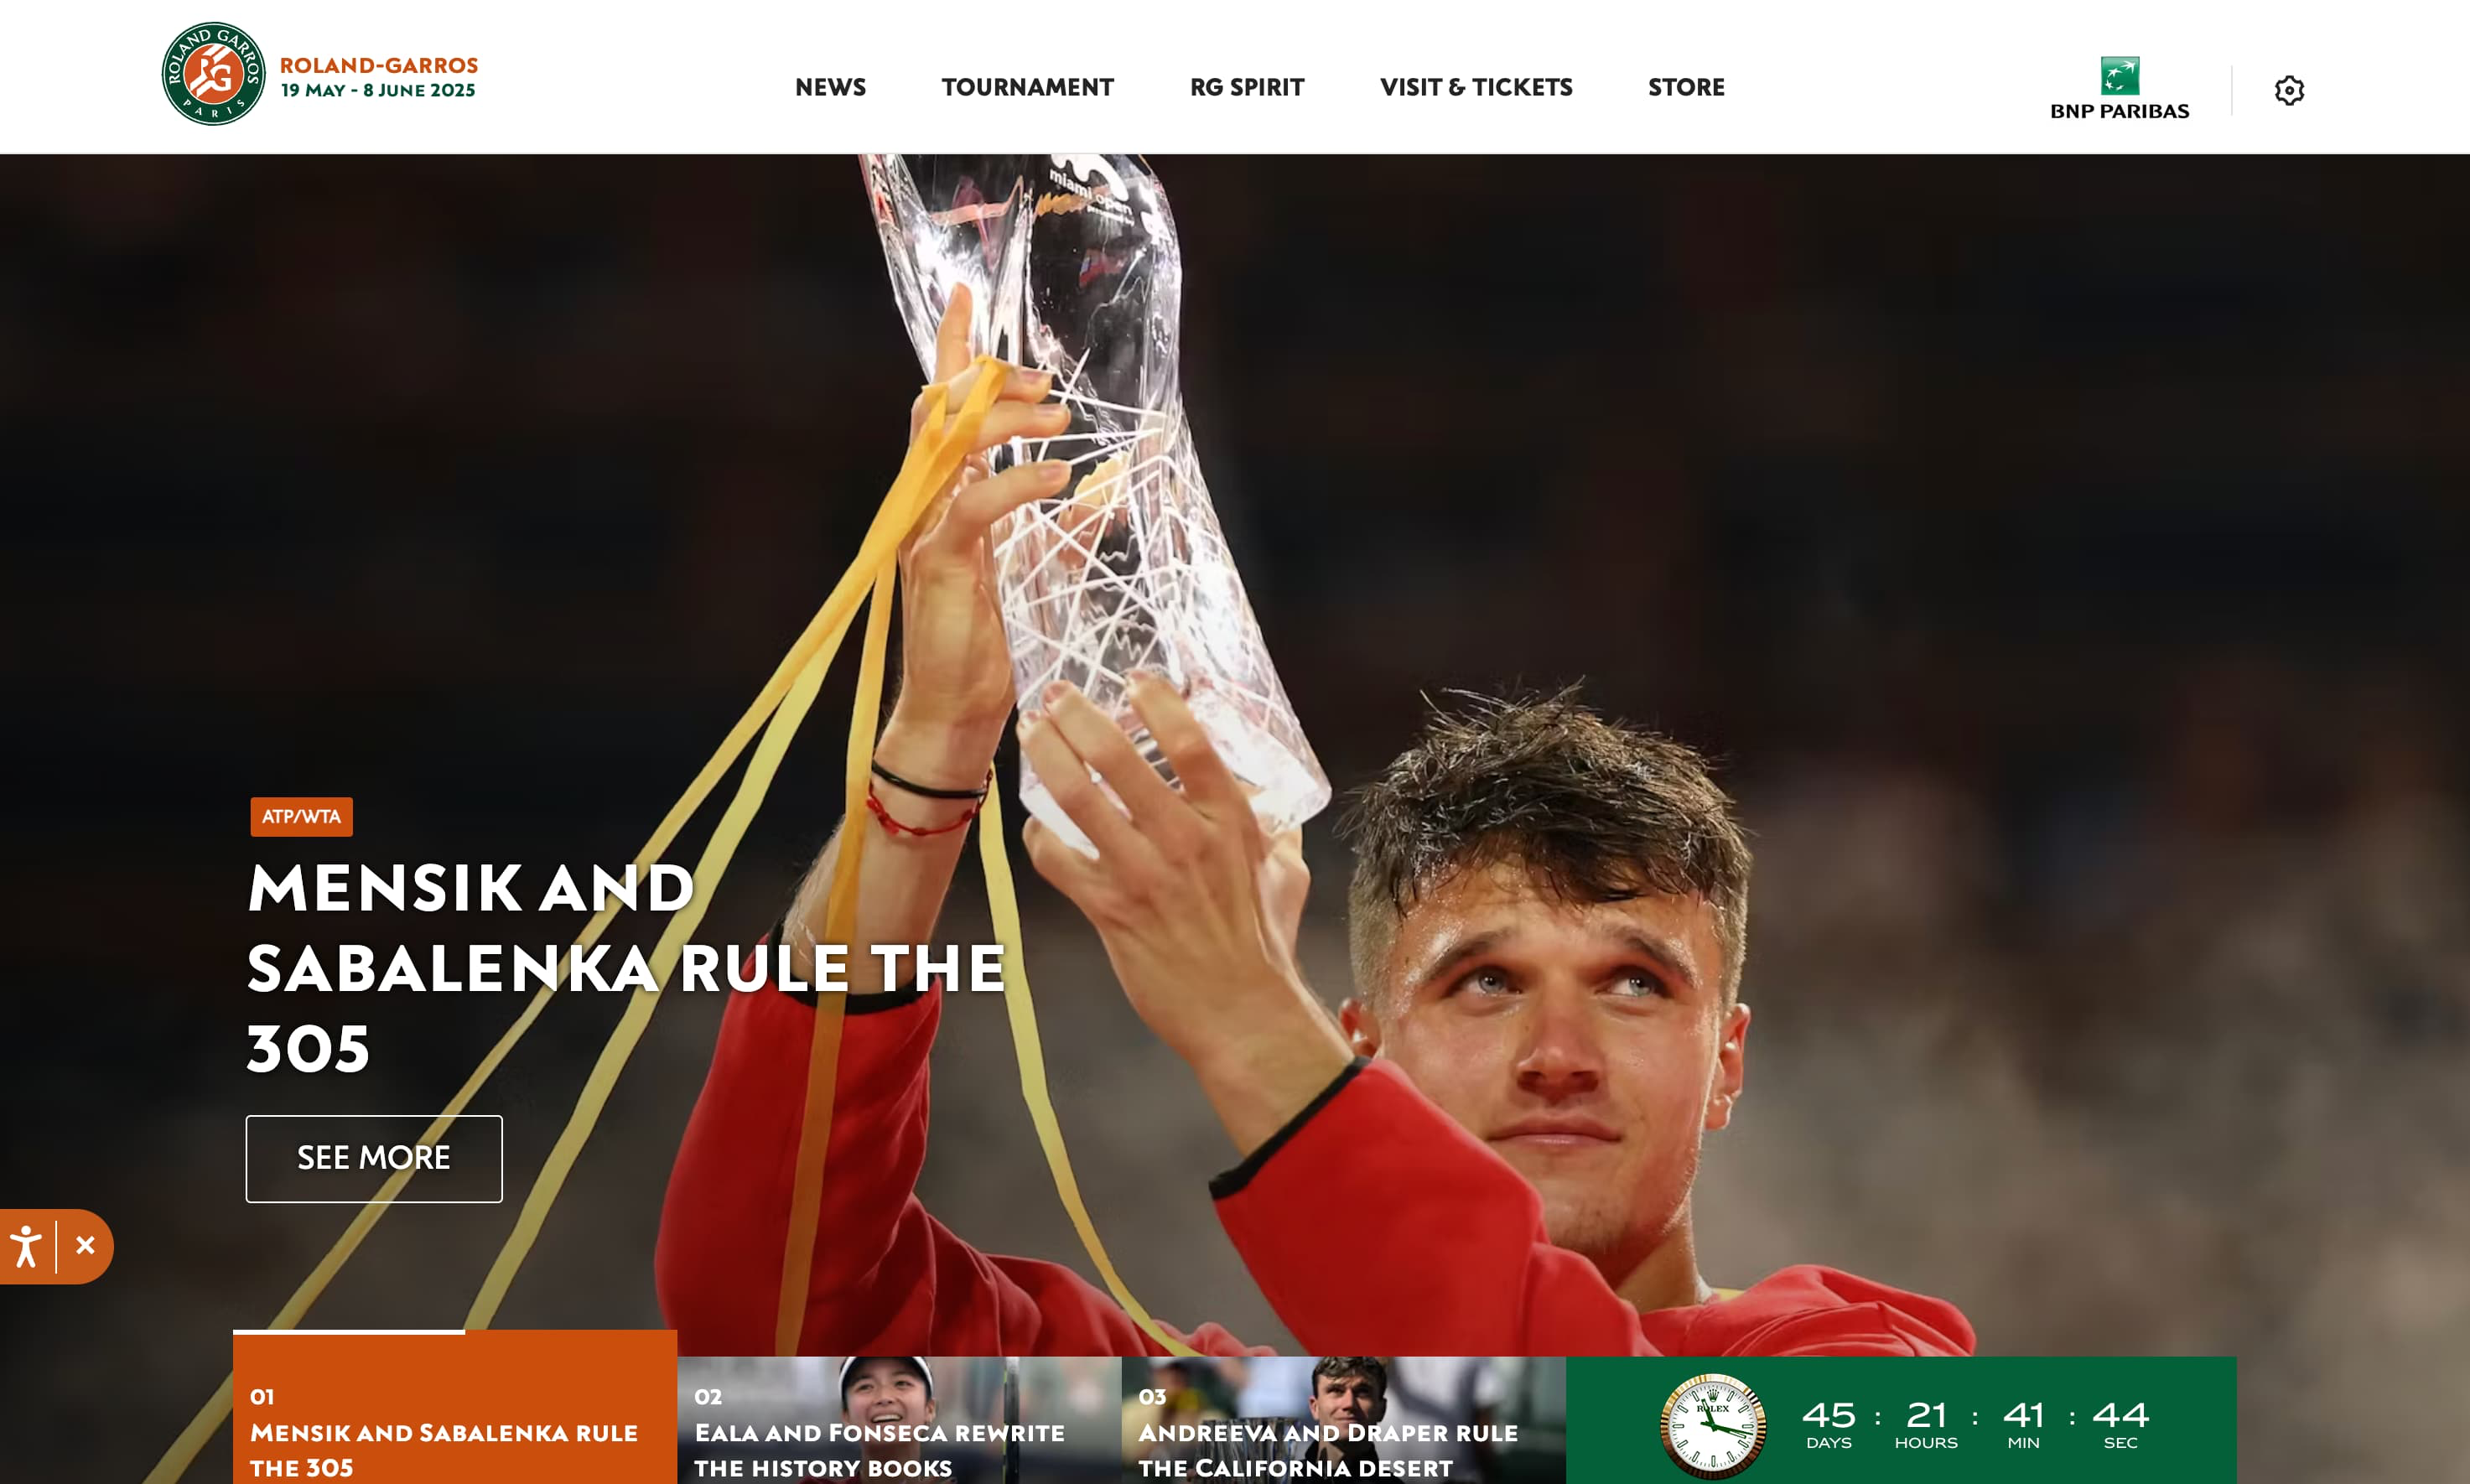 ROLAND GARROS
RG
PARIS
ROLAND-GARROS
19 MAY - 8 JUNE 2025
NEWS
TOURNAMENT
RG SPIRIT
VISIT & TICKETS
STORE
BNP PARIBAS
miami open
ATP/WTA
MENSIK AND
SABALENKA RULE THE
305
SEE MORE
01
MENSIK AND SABALENKA RULE
THE 305
02
EALA AND FONSECA REWRITE
THE HISTORY BOOKS
03
ANDREEVA AND DRAPER RULE
THE CALIFORNIA DESERT
ROLEX
45 : 21 : 41 : 44
DAYS HOURS MIN SEC